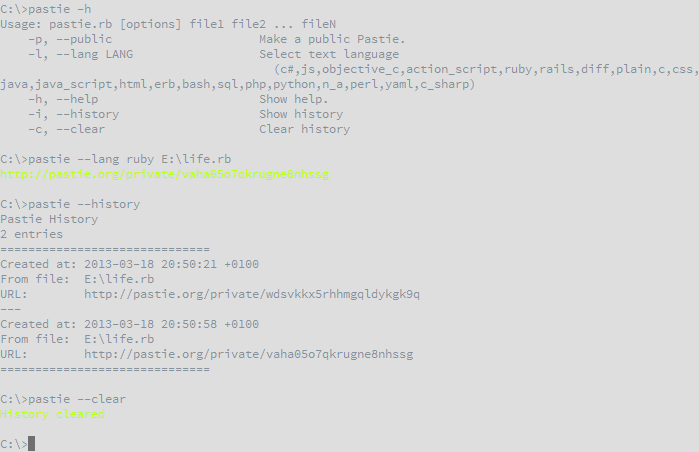 C:\>pastie -h
Usage: pastie.rb [options] file1 file2 ... fileN
    -p, --public                     Make a public Pastie.
    -l, --lang LANG                  Select text language
                                       (c#,js,objective_c,action_script,ruby,rails,diff,plain,c,css,
java,java_script,html,erb,bash,sql,php,python,n_a,perl,yaml,c_sharp)
    -h, --help                       Show help.
    -i, --history                    Show history
    -c, --clear                      Clear history
C:\>pastie --lang ruby E:\life.rb
http://pastie.org/private/vaha05o7qkrugne8nhssg
C:\>pastie --history
Pastie History
2 entries
==============================
Created at: 2013-03-18 20:50:21 +0100
From file:  E:\life.rb
URL:        http://pastie.org/private/wdsvkkx5rhhmgqldykgk9q
---
Created at: 2013-03-18 20:50:58 +0100
From file:  E:\life.rb
URL:        http://pastie.org/private/vaha05o7qkrugne8nhssg
==============================
C:\>pastie --clear
History cleared
C:\>